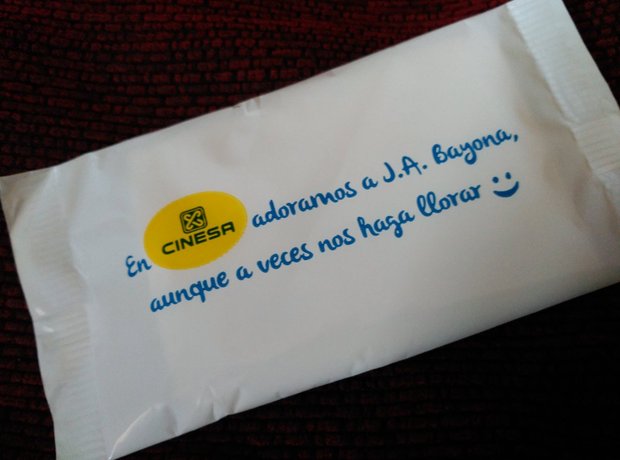 En CINESA adoramos a J.A. Bayona,
aunque a veces nos haga llorar